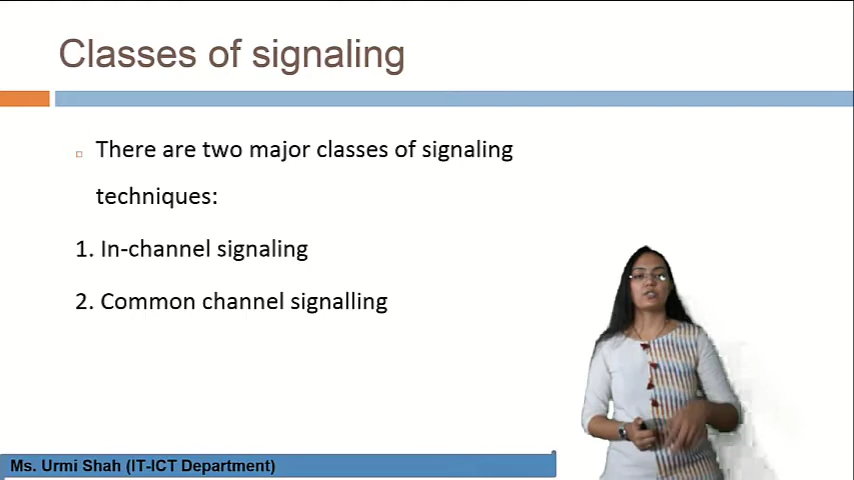 Classes of signaling
There are two major classes of signaling
techniques:
1. In-channel signaling
2. Common channel signalling
Ms. Urmi Shah (IT-ICT Department)